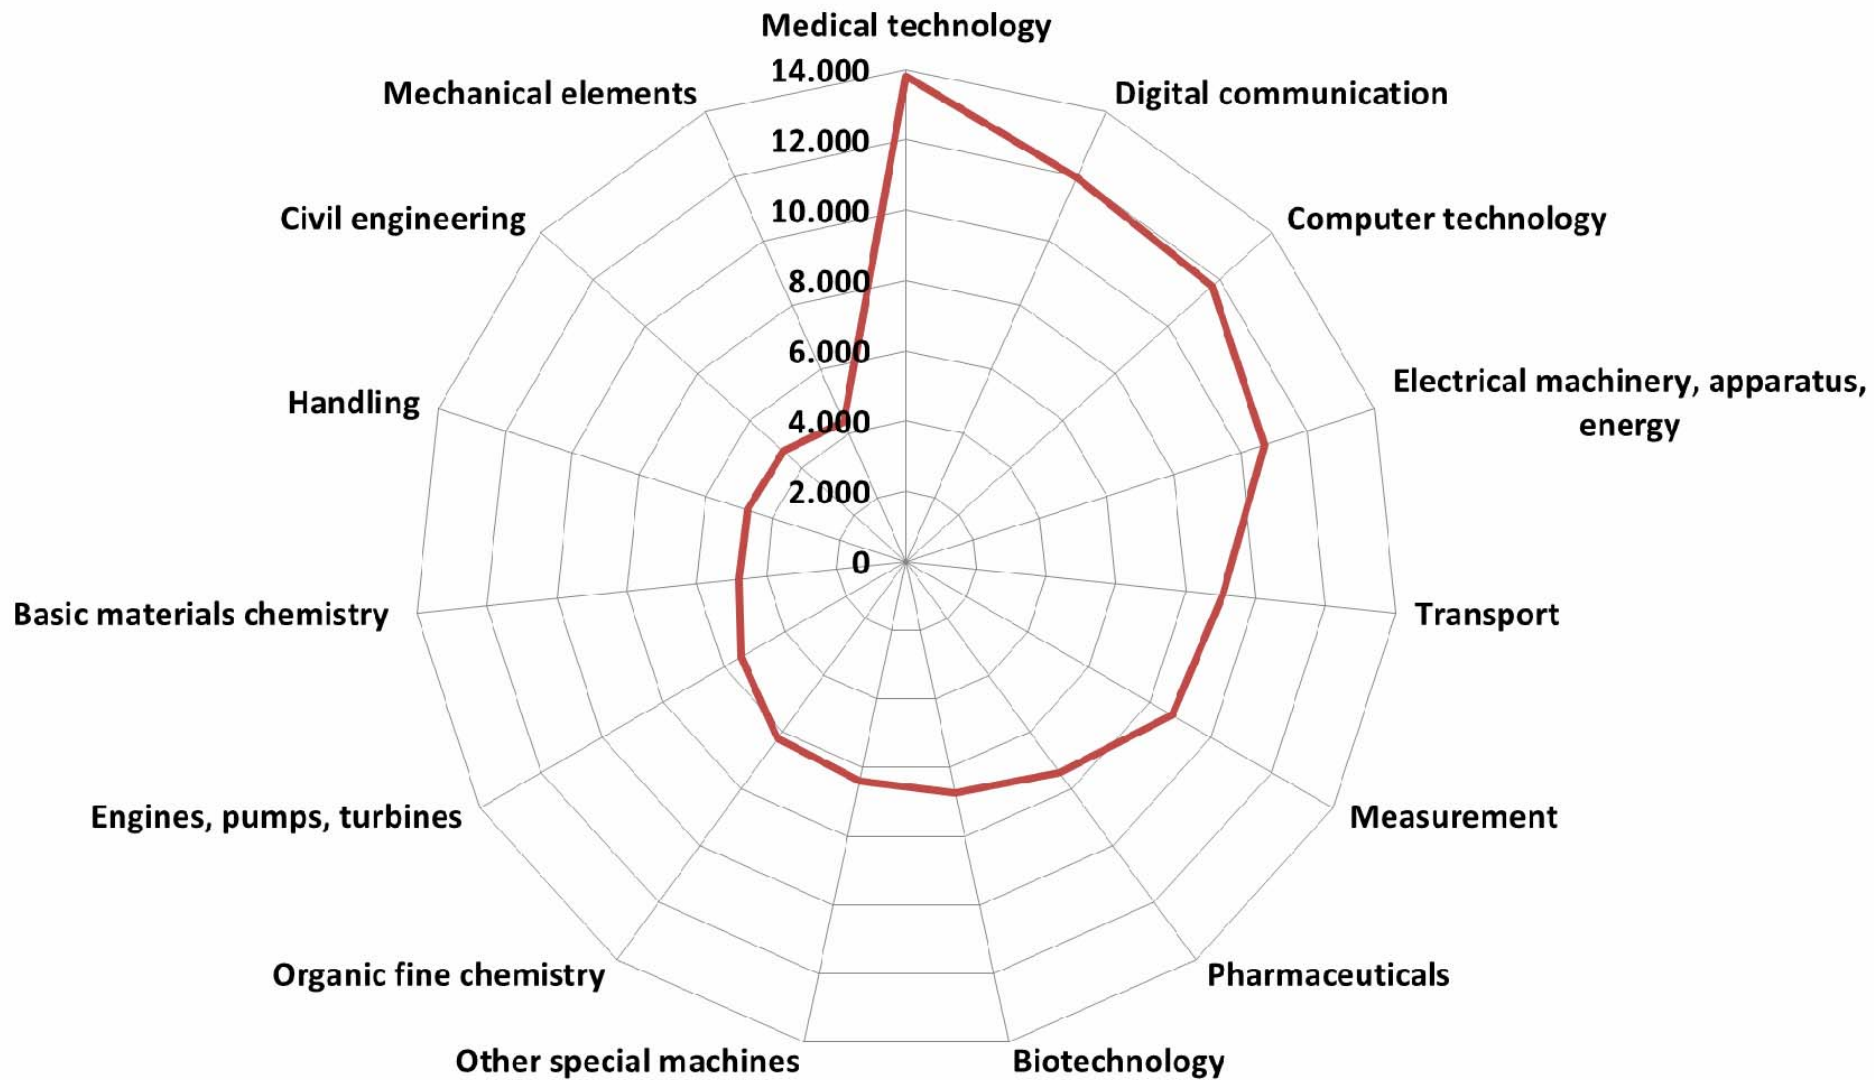 Medical technology
14.000
Mechanical elements
Digital communication
12.000
Civil engineering
10.000
Computer technology
8.000
6.000
Electrical machinery, apparatus,
energy
Handling
4.000
2.000
0
Basic materials chemistry
Transport
Engines, pumps, turbines
Measurement
Organic fine chemistry
Pharmaceuticals
Other special machines
Biotechnology